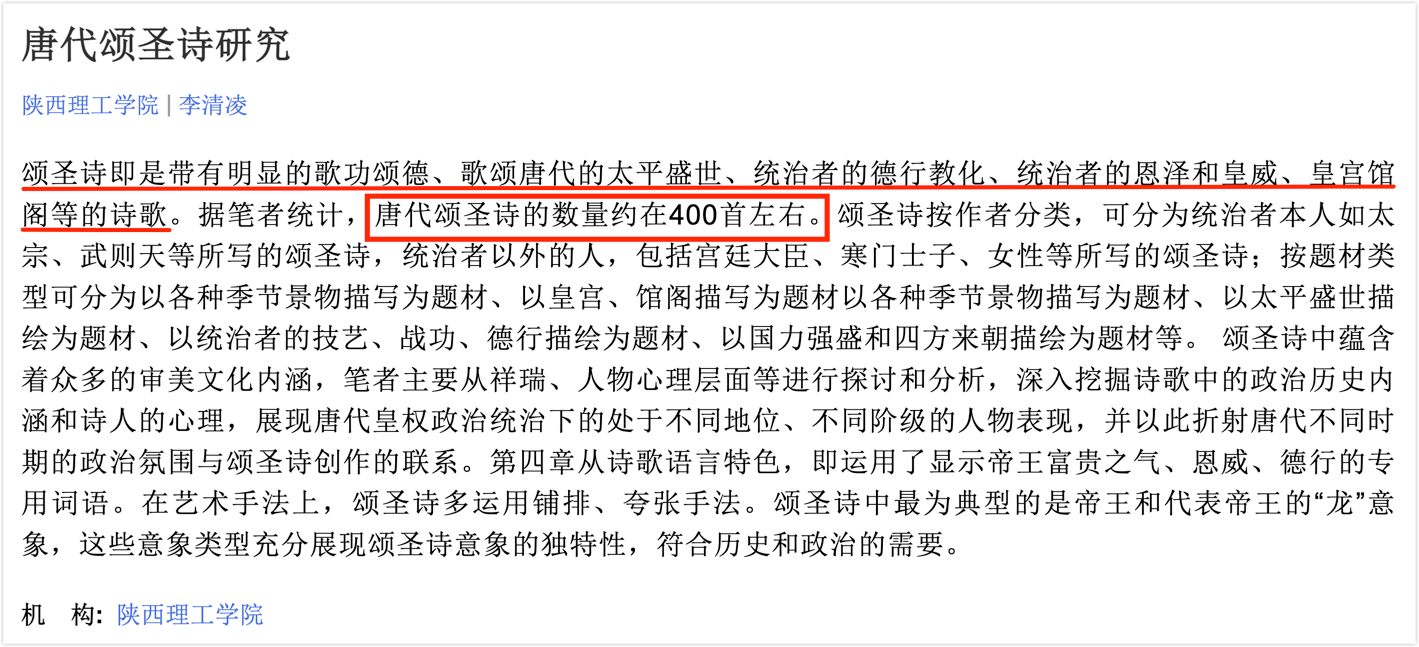 唐代颂圣诗研究
陕西理工学院 | 李清凌
颂圣诗即是带有明显的歌功颂德、歌颂唐代的太平盛世、统治者的德行教化、统治者的恩泽和皇威、皇宫馆
阁等的诗歌。据笔者统计，唐代颂圣诗的数量约在400首左右。颂圣诗按作者分类，可分为统治者本人如太
宗、武则天等所写的颂圣诗，统治者以外的人，包括宫廷大臣、寒门士子、女性等所写的颂圣诗；按题材类
型可分为以各种季节景物描写为题材、以皇宫、馆阁描写为题材以各种季节景物描写为题材、以太平盛世描
绘为题材、以统治者的技艺、战功、德行描绘为题材、以国力强盛和四方来朝描绘为题材等。 颂圣诗中蕴含
着众多的审美文化内涵，笔者主要从祥瑞、人物心理层面等进行探讨和分析，深入挖掘诗歌中的政治历史内
涵和诗人的心理，展现唐代皇权政治统治下的处于不同地位、不同阶级的人物表现，并以此折射唐代不同时
期的政治氛围与颂圣诗创作的联系。第四章从诗歌语言特色，即运用了显示帝王富贵之气、恩威、德行的专
用词语。在艺术手法上，颂圣诗多运用铺排、夸张手法。颂圣诗中最为典型的是帝王和代表帝王的“龙”意
象，这些意象类型充分展现颂圣诗意象的独特性，符合历史和政治的需要。
机 构: 陕西理工学院